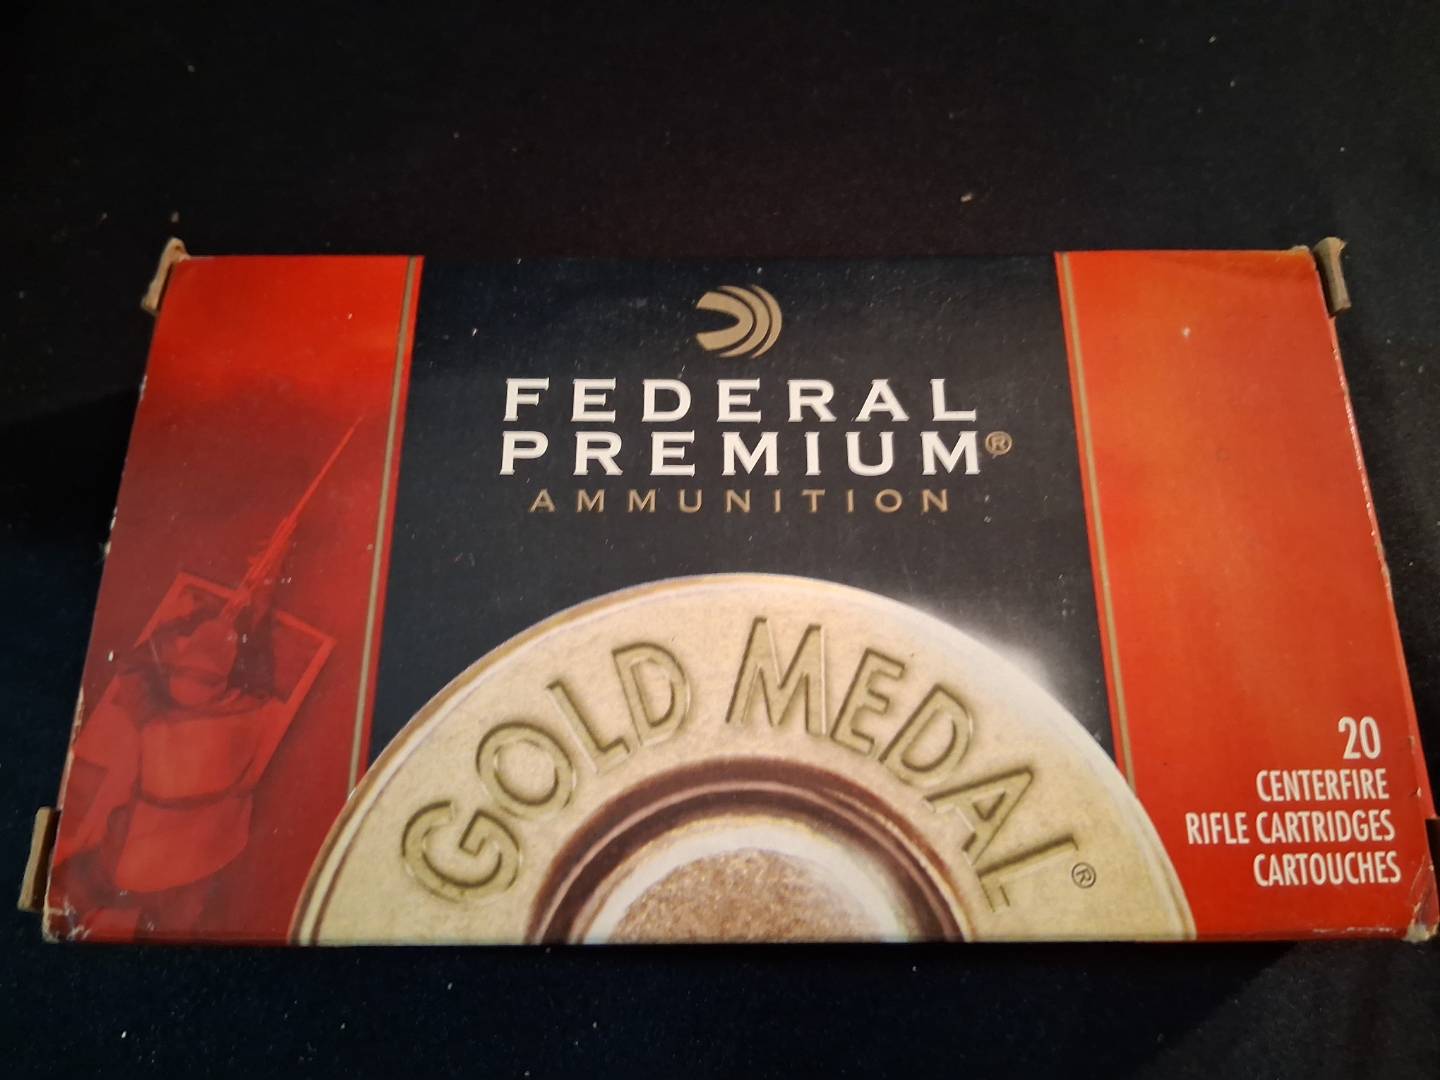 FEDERAL
PREMIUM®
AMMUNITION
GOLD MEDAL®
20
CENTERFIRE
RIFLE CARTRIDGES
CARTOUCHES